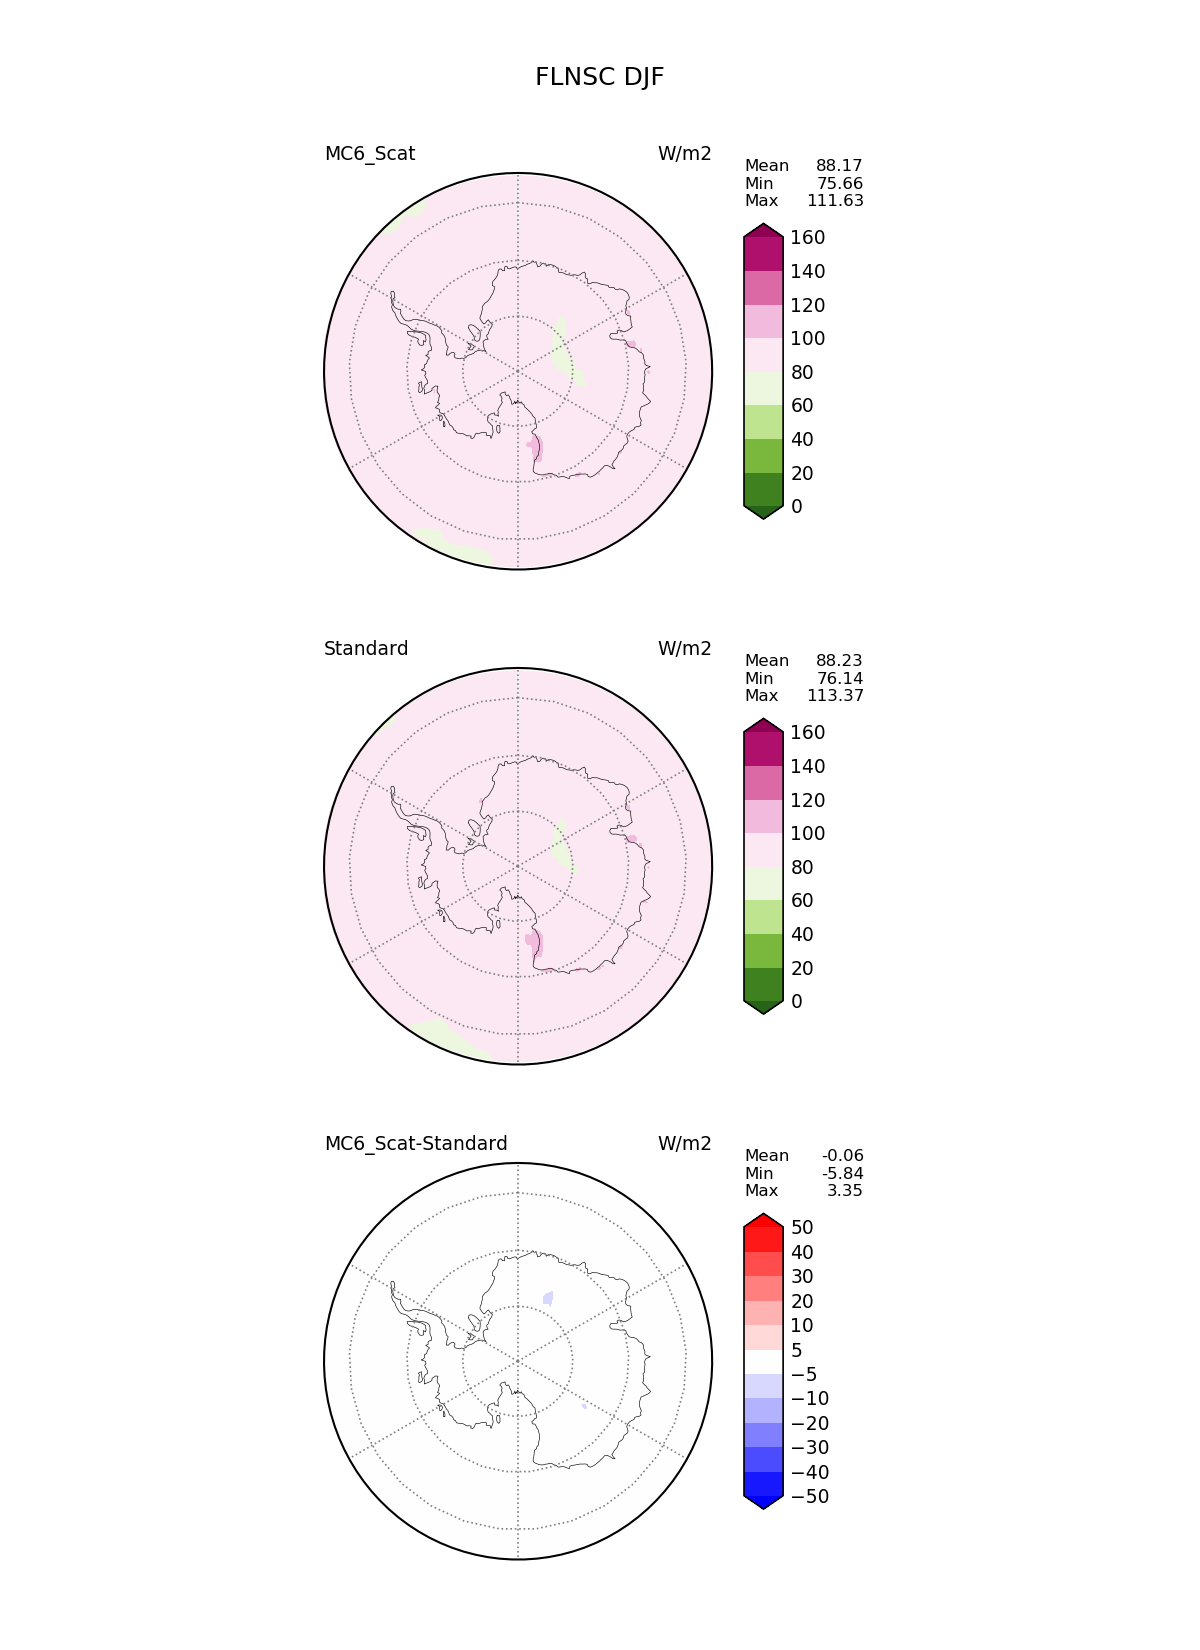 FLNSC DJF
MC6_Scat
W/m2
Mean 88.17
Min 75.66
Max 111.63
160
140
120
100
80
60
40
20
0
Standard
W/m2
Mean 88.23
Min 76.14
Max 113.37
160
140
120
100
80
60
40
20
0
MC6_Scat-Standard
W/m2
Mean -0.06
Min -5.84
Max 3.35
50
40
30
20
10
5
−5
−10
−20
−30
−40
−50